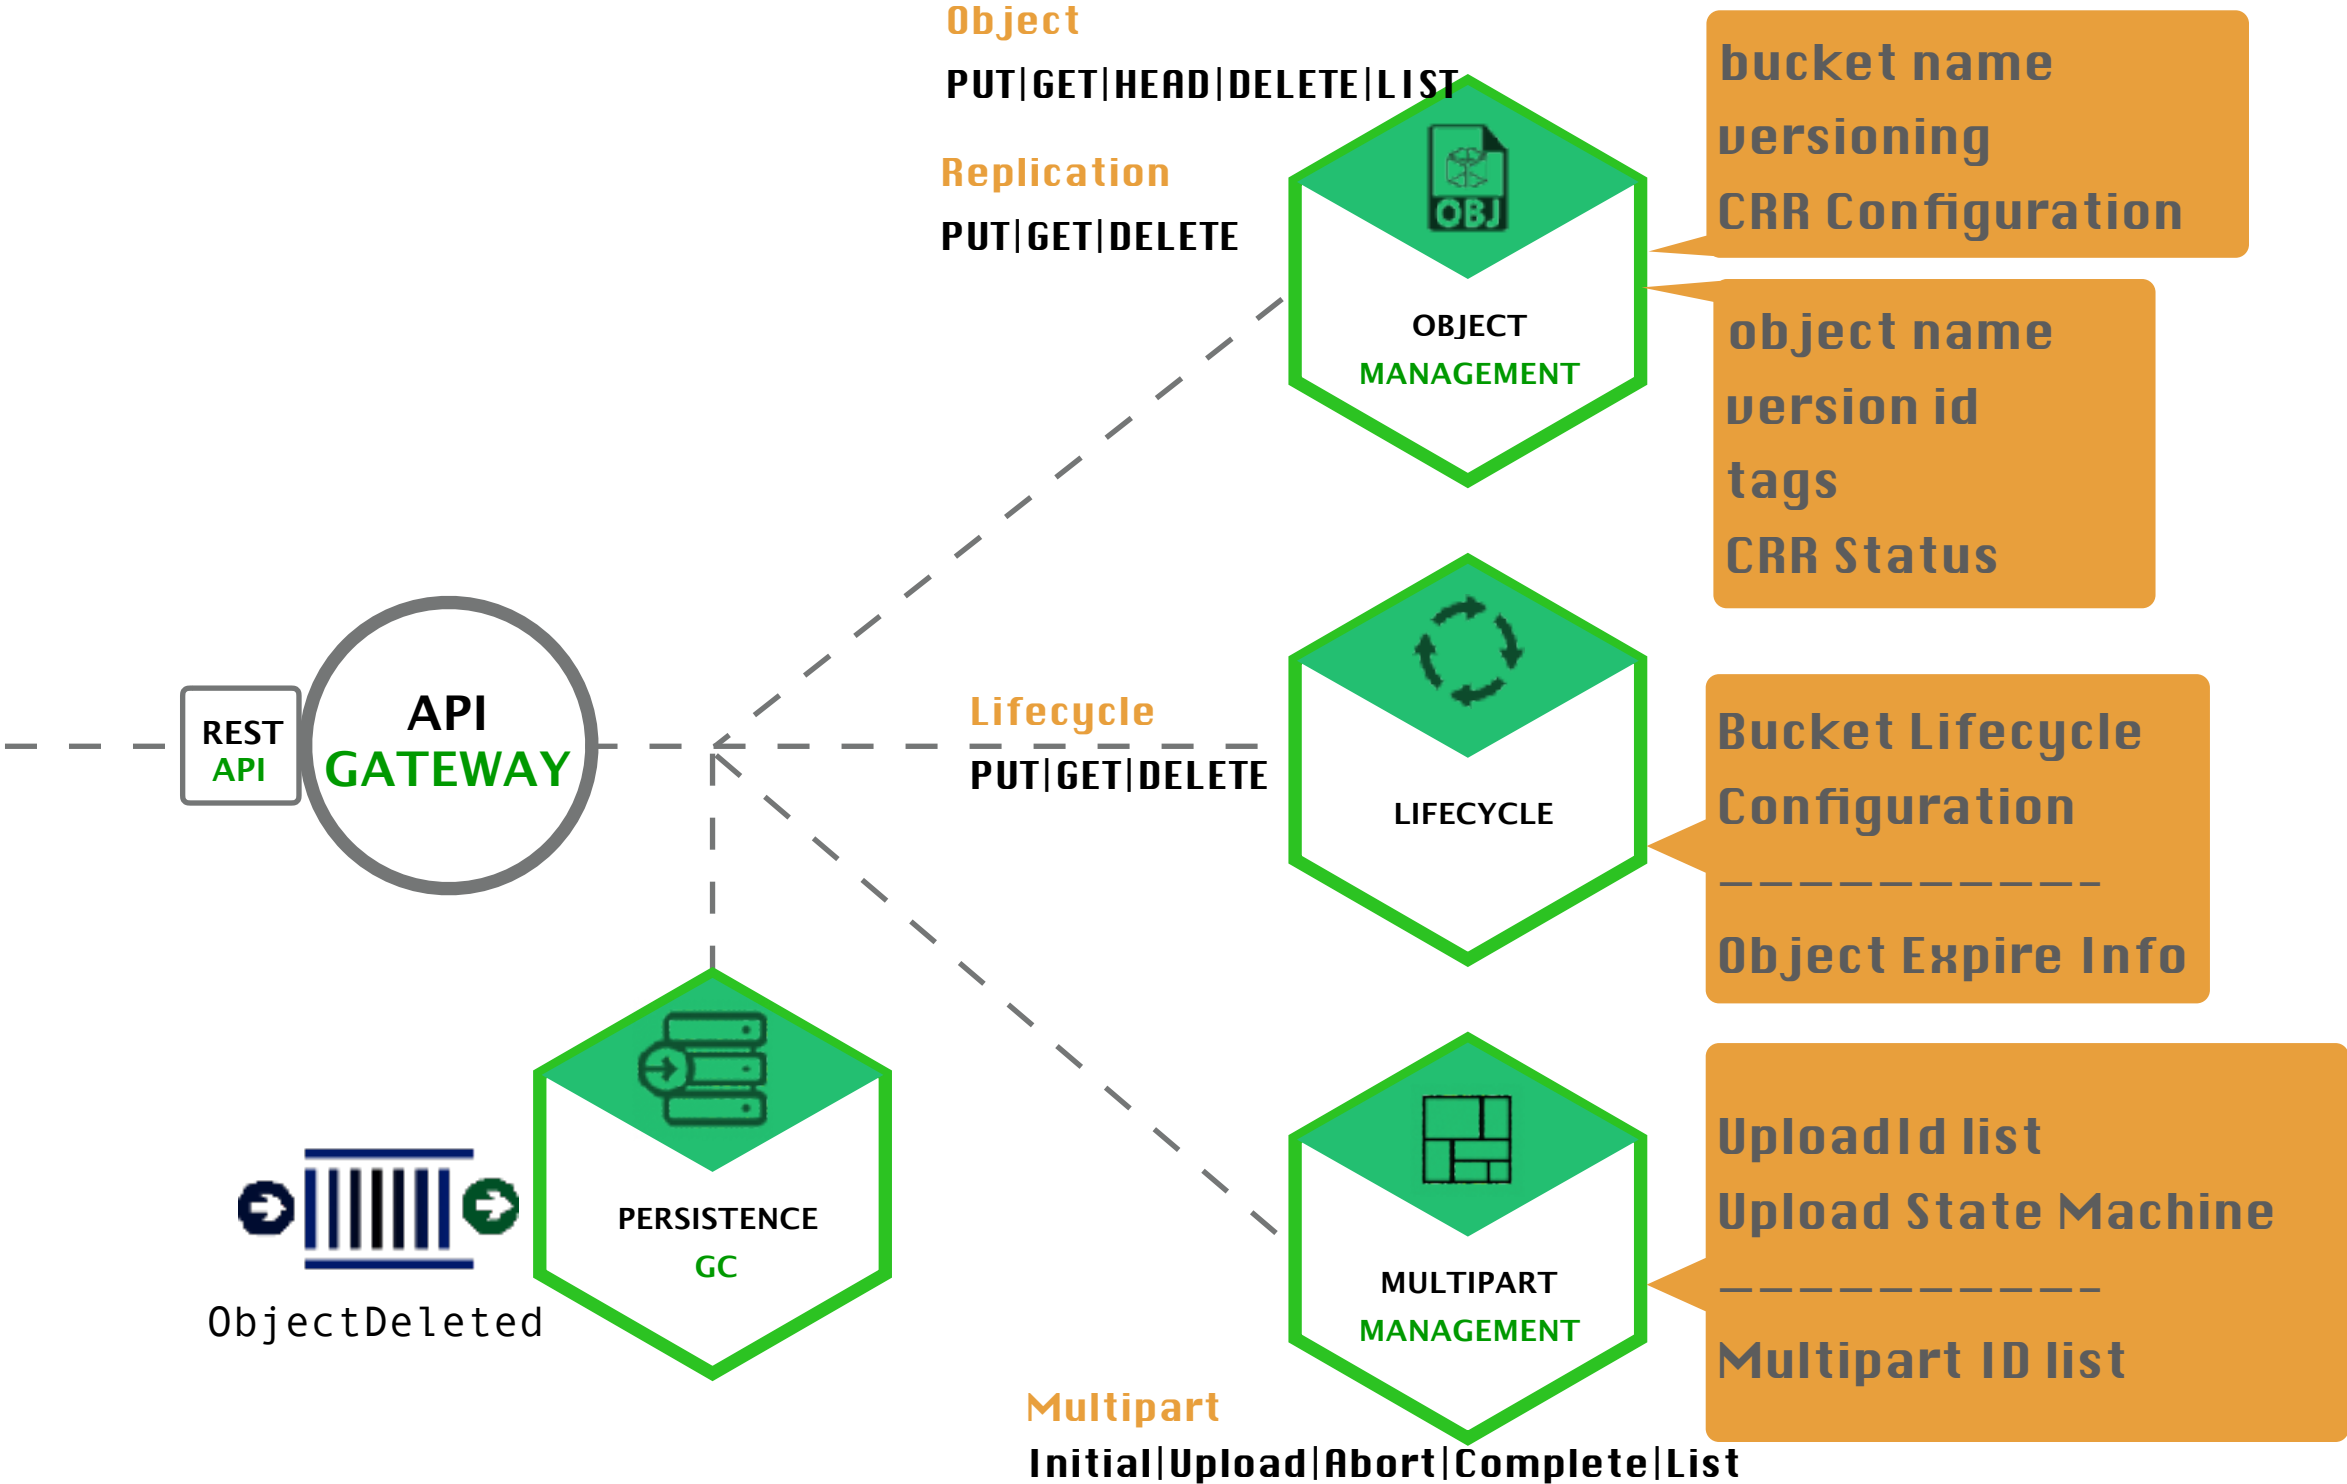 Object
PUT|GET|HEAD|DELETE|LIST
Replication
PUT|GET|DELETE
OBJ
OBJECT
MANAGEMENT
bucket name
versioning
CRR Configuration
object name
version id
tags
CRR Status
REST
API
API
GATEWAY
Lifecycle
PUT|GET|DELETE
LIFECYCLE
Bucket Lifecycle
Configuration
——————————-
Object Expire Info
PERSISTENCE
GC
ObjectDeleted
MULTIPART
MANAGEMENT
UploadId list
Upload State Machine
——————————-
Multipart ID list
Multipart
Initial|Upload|Abort|Complete|List